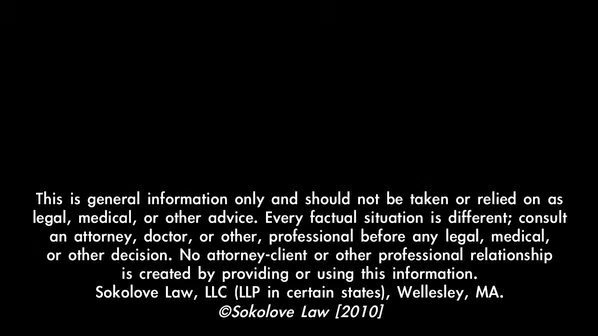 This is general information only and should not be taken or relied on as
legal, medical, or other advice. Every factual situation is different; consult
an attorney, doctor, or other, professional before any legal, medical,
or other decision. No attorney-client or other professional relationship
is created by providing or using this information.
Sokolove Law, LLC (LLP in certain states), Wellesley, MA.
©Sokolove Law [2010]